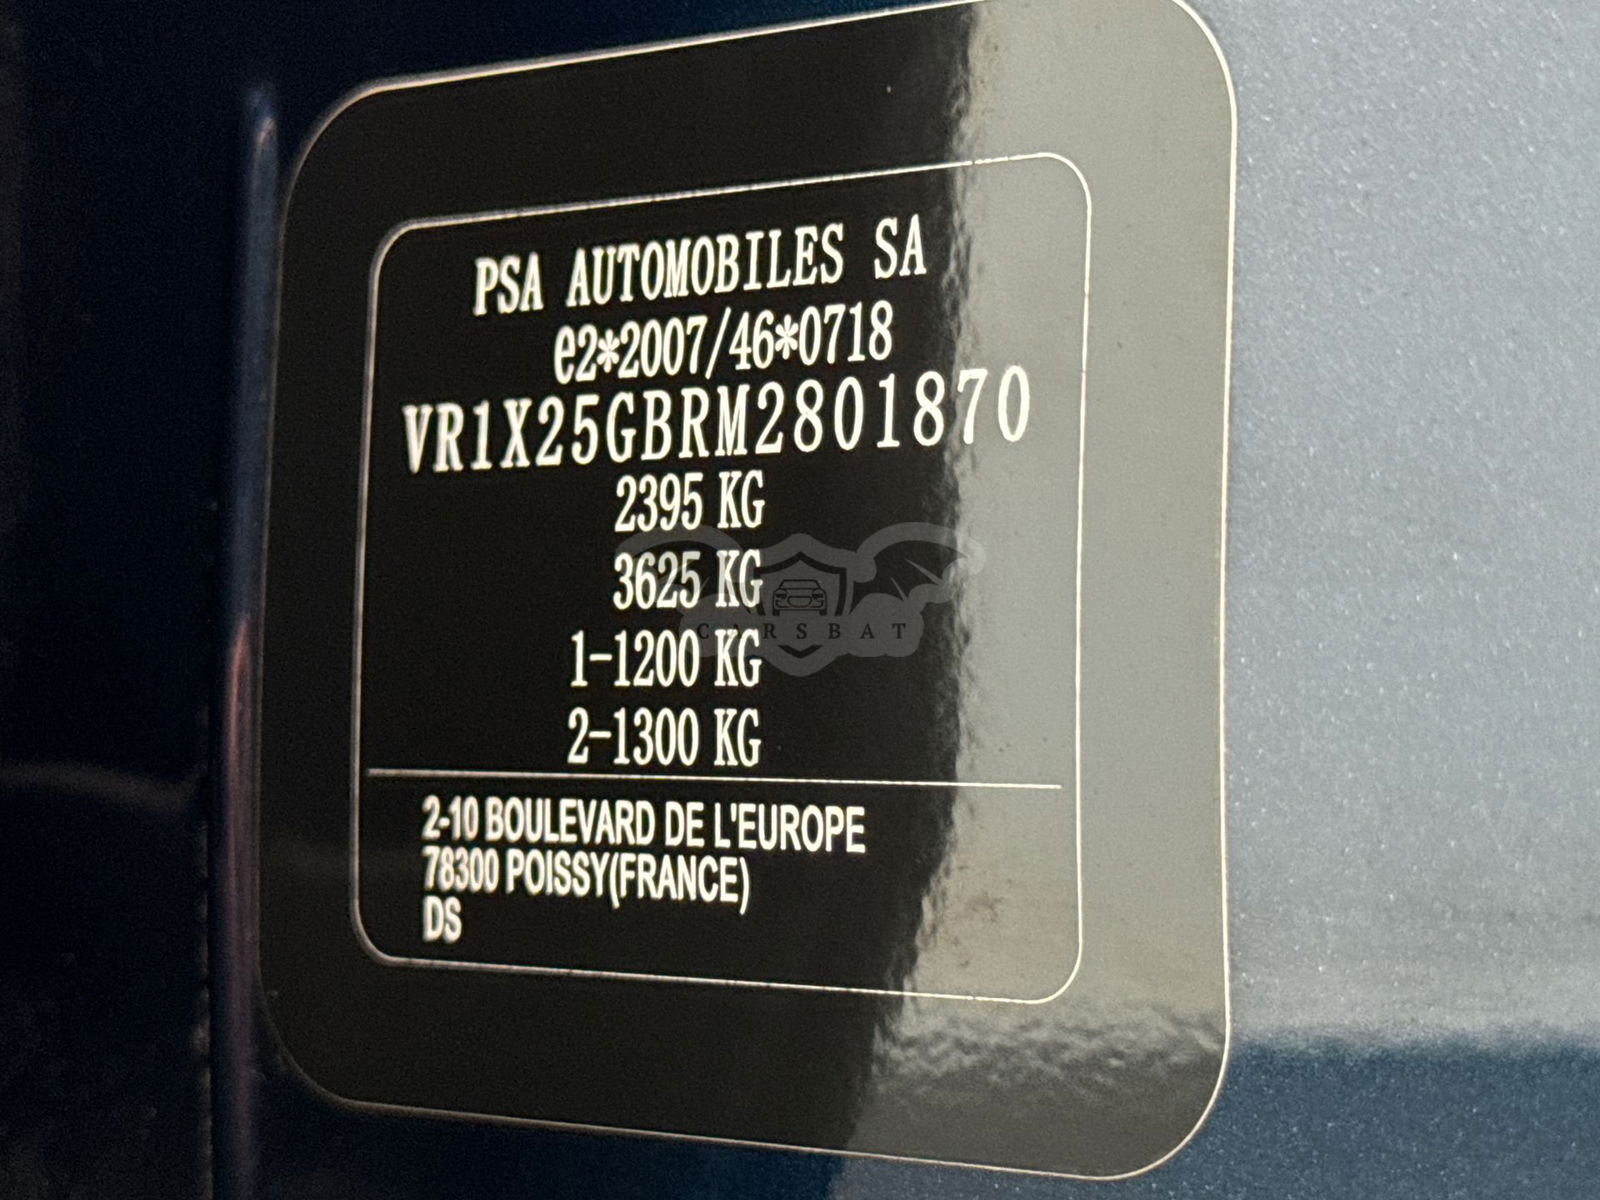 PSA AUTOMOBILES SA
e2*2007/46*0718
VR1X25GBRM2801870
2395 KG
3625 KG
CARSBAT
1-1200 KG
2-1300 KG
2-10 BOULEVARD DE L'EUROPE
78300 POISSY(FRANCE)
DS